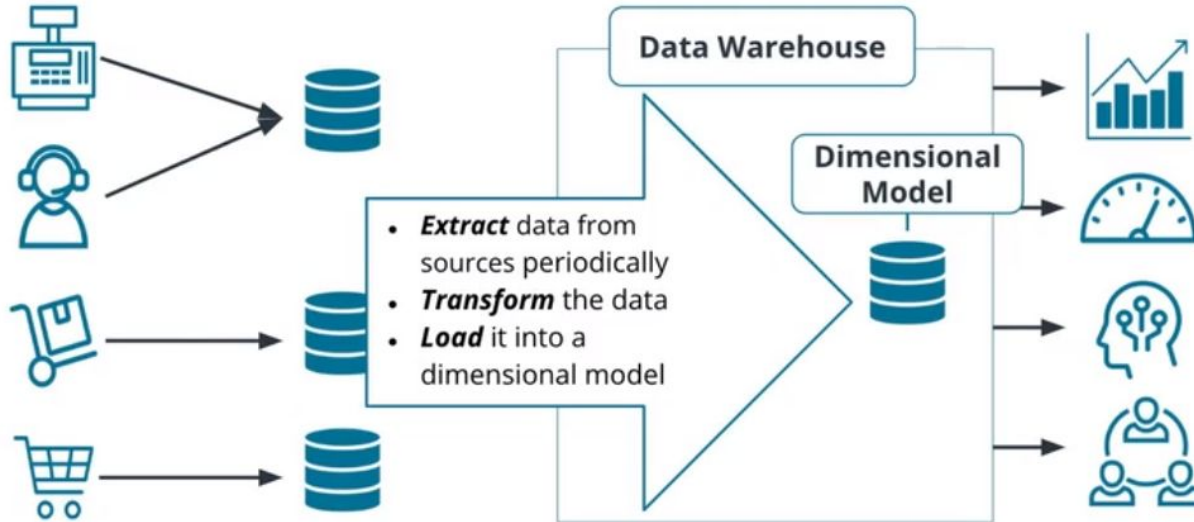 Data Warehouse
Dimensional
Model
• Extract data from
sources periodically
• Transform the data
• Load it into a
dimensional model